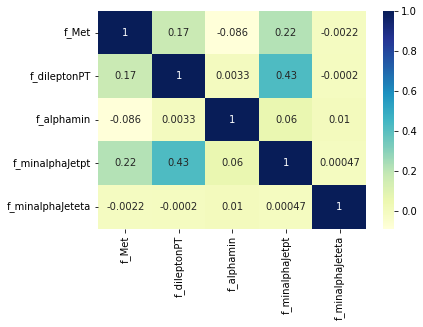 f_Met 1 0.17 -0.086 0.22 -0.0022
f_dileptonPT 0.17 1 0.0033 0.43 -0.0002
f_alphamin -0.086 0.0033 1 0.06 0.01
f_minalphaJetpt 0.22 0.43 0.06 1 0.00047
f_minalphaJeteta -0.0022 -0.0002 0.01 0.00047 1
f_Met
f_dileptonPT
f_alphamin
f_minalphaJetpt
f_minalphaJeteta
1.0
0.8
0.6
0.4
0.2
0.0